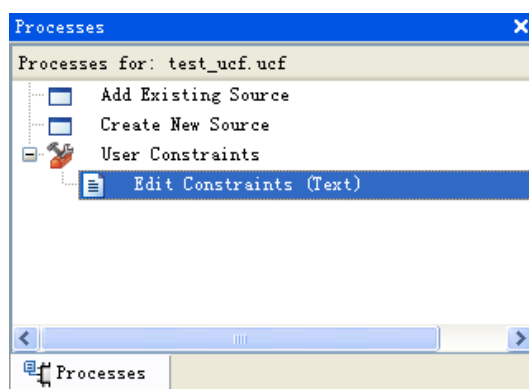 Processes
Processes for: test_ucf.ucf
Add Existing Source
Create New Source
User Constraints
Edit Constraints (Text)
Processes